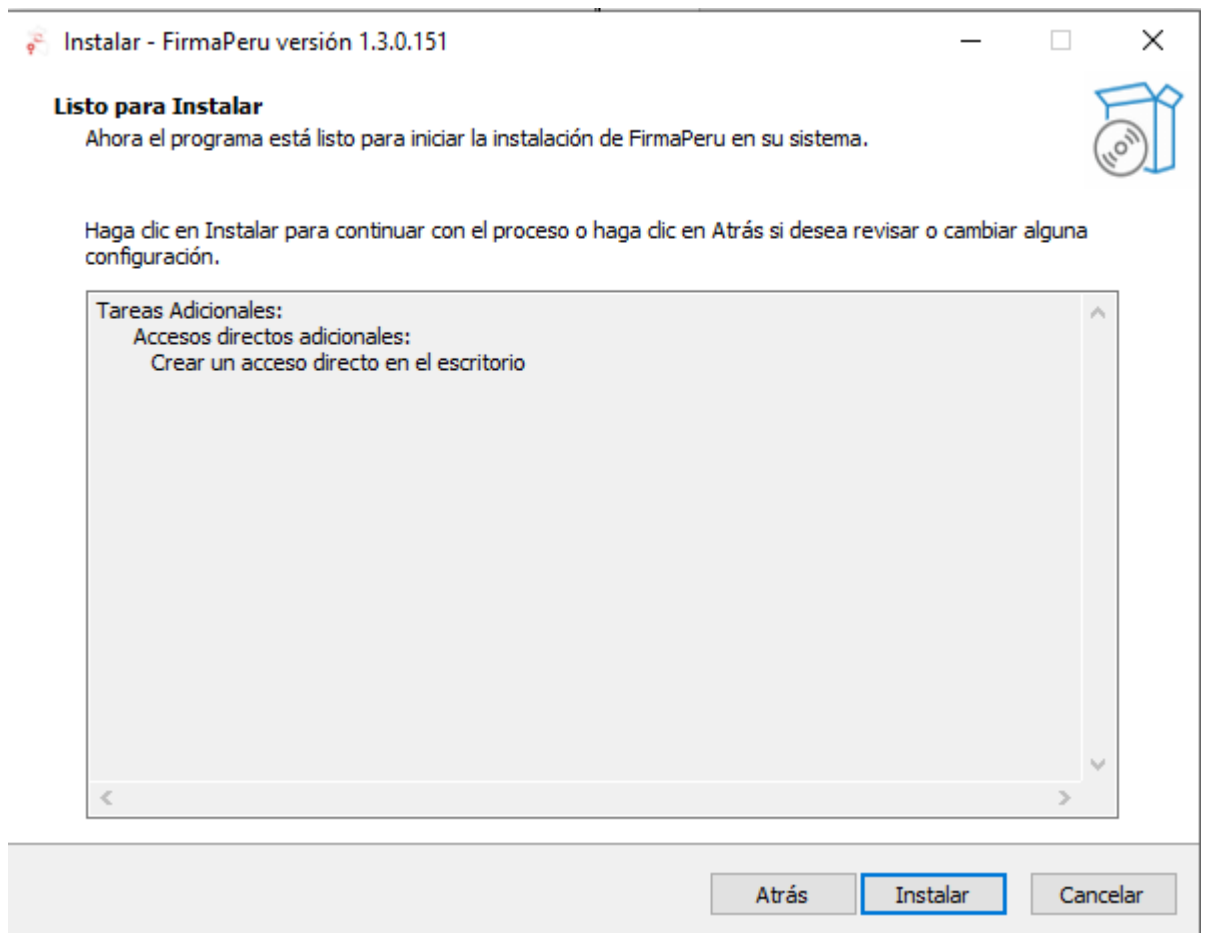 Instalar - FirmaPeru versión 1.3.0.151
Listo para Instalar
Ahora el programa está listo para iniciar la instalación de FirmaPeru en su sistema.
Haga clic en Instalar para continuar con el proceso o haga clic en Atrás si desea revisar o cambiar alguna
configuración.
Tareas Adicionales:
Accesos directos adicionales:
Crear un acceso directo en el escritorio
Atrás
Instalar
Cancelar